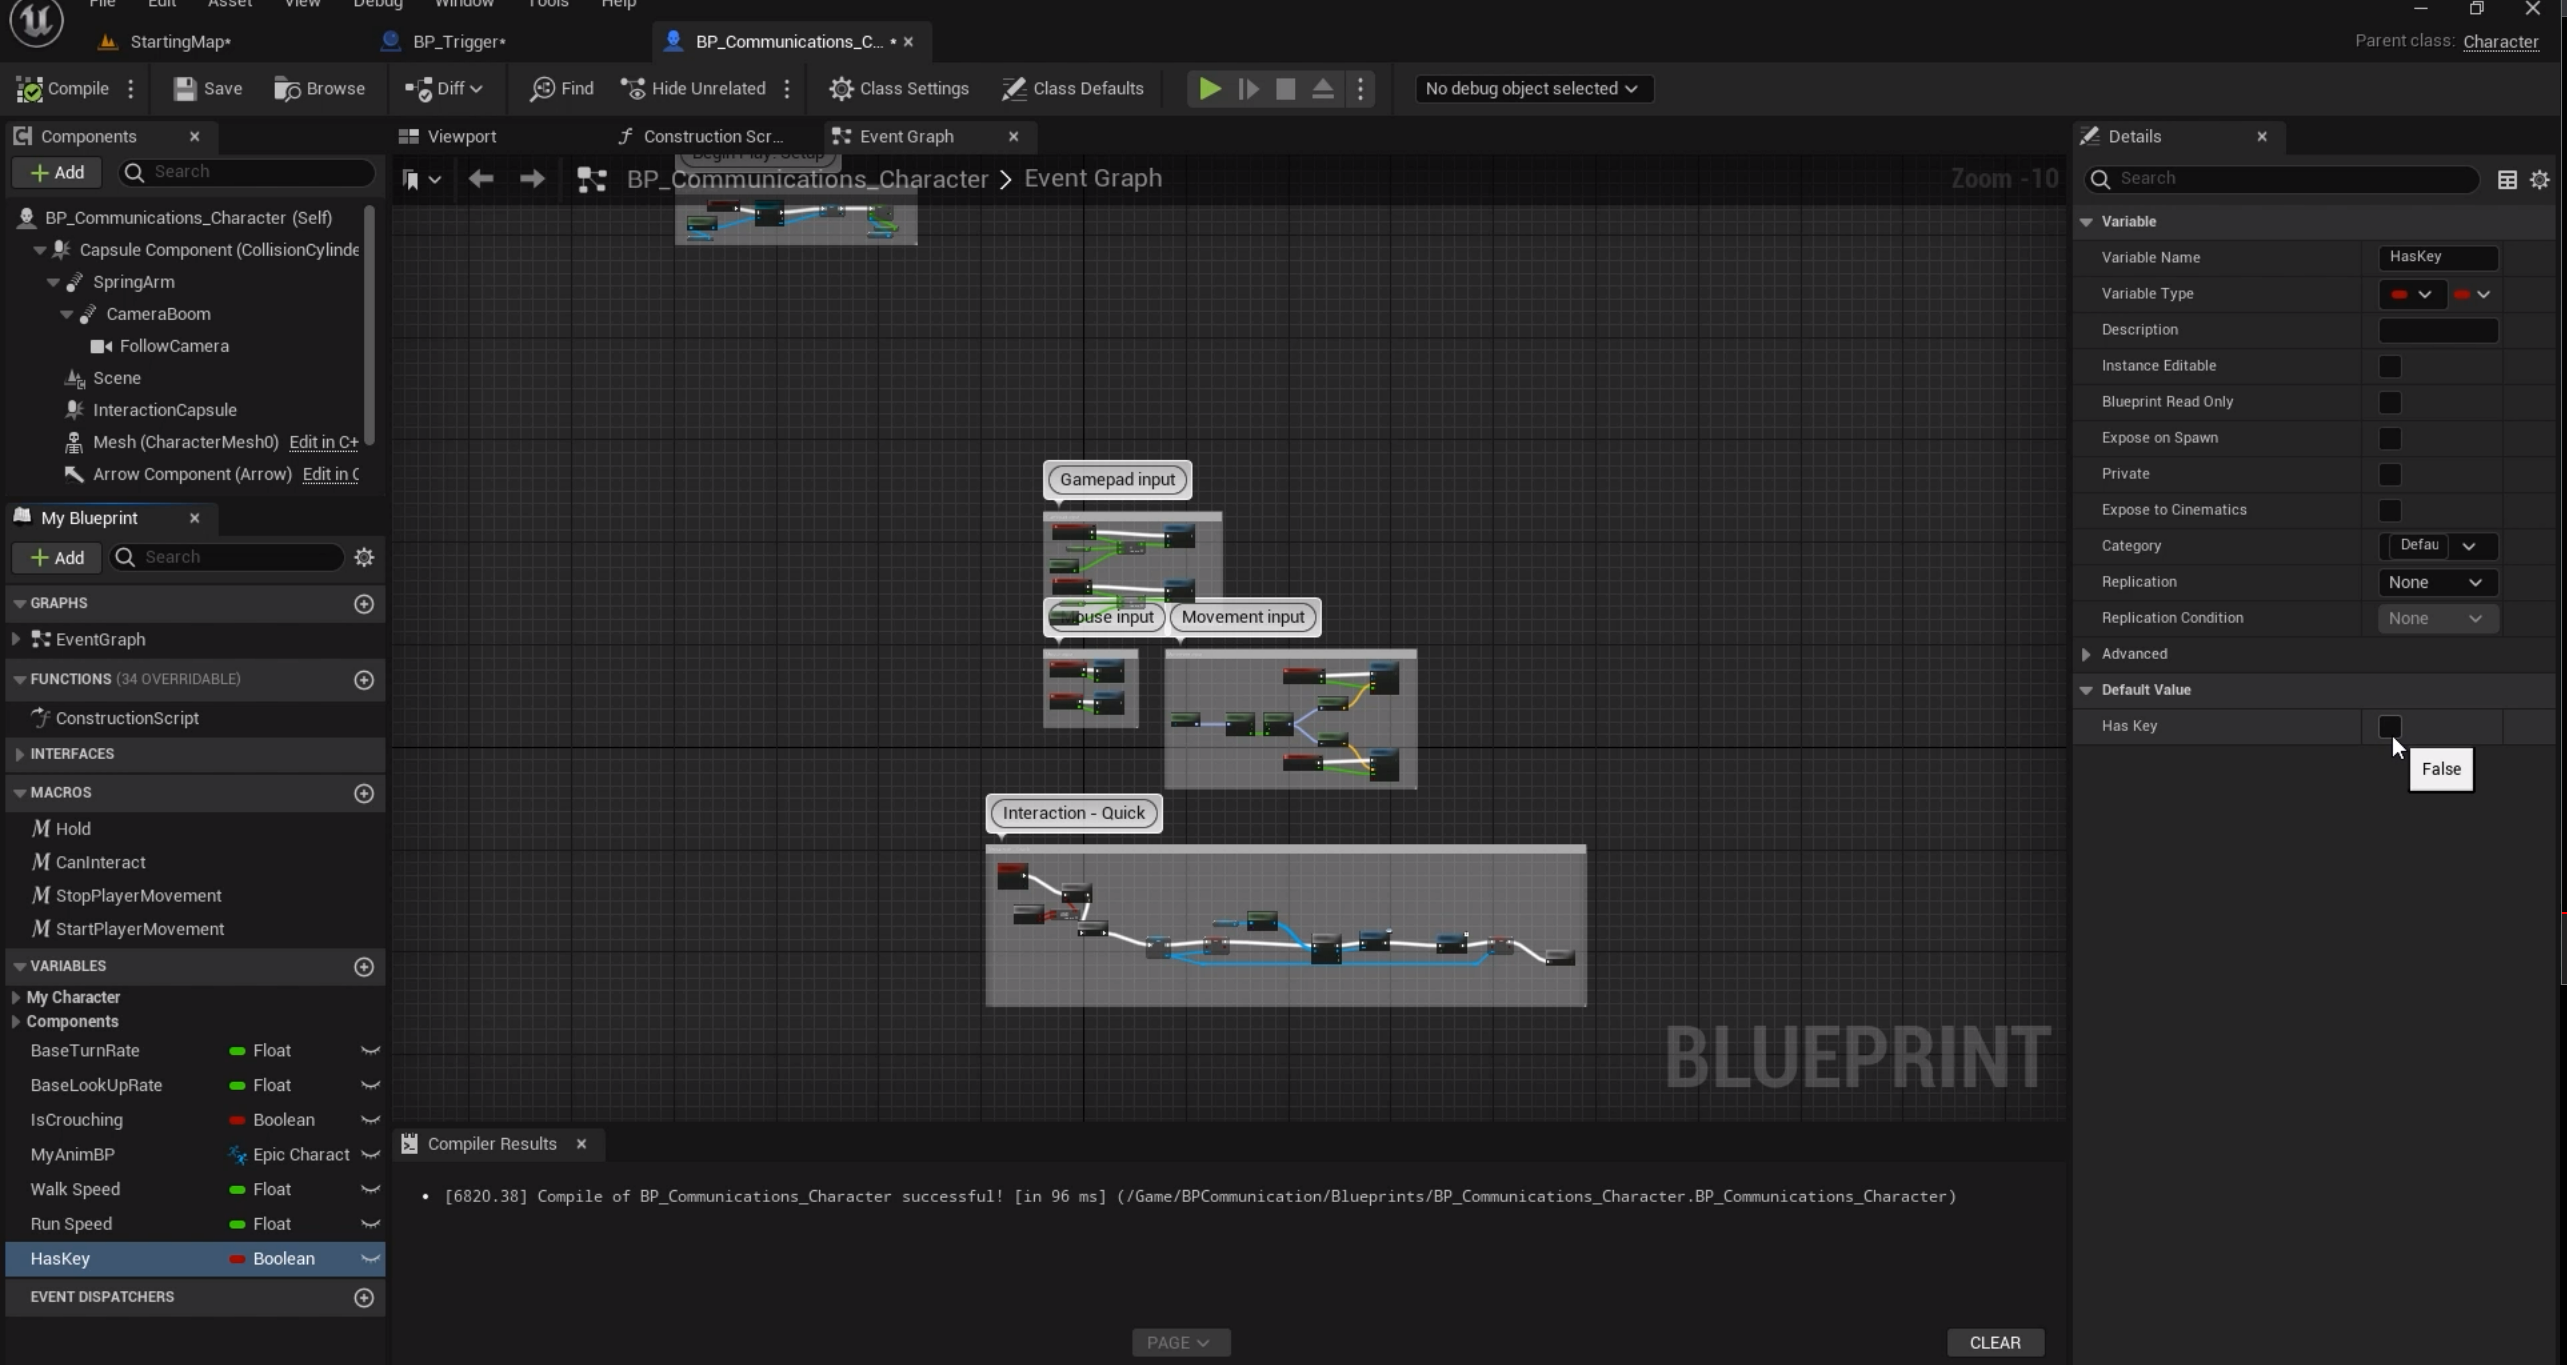 File Edit Asset View Debug Window Tools Help
StartingMap* BP_Trigger* BP_Communications_C... *
Parent class: Character
Compile Save Browse Diff Find Hide Unrelated Class Settings Class Defaults No debug object selected
Components
Add Search
BP_Communications_Character (Self)
Capsule Component (CollisionCylinde
SpringArm
CameraBoom
FollowCamera
Scene
InteractionCapsule
Mesh (CharacterMesh0) Edit in C+
Arrow Component (Arrow) Edit in C
My Blueprint
Add Search
GRAPHS
EventGraph
FUNCTIONS (34 OVERRIDABLE)
ConstructionScript
INTERFACES
MACROS
Hold
CanInteract
StopPlayerMovement
StartPlayerMovement
VARIABLES
My Character
Components
BaseTurnRate Float
BaseLookUpRate Float
IsCrouching Boolean
MyAnimBP Epic Charact
Walk Speed Float
Run Speed Float
HasKey Boolean
EVENT DISPATCHERS
Viewport Construction Scr... Event Graph
Begin Play: Setup
BP_Communications_Character > Event Graph
Zoom -10
Gamepad input
Mouse input Movement input
Interaction - Quick
BLUEPRINT
Compiler Results
• [6820.38] Compile of BP_Communications_Character successful! [in 96 ms] (/Game/BPCommunication/Blueprints/BP_Communications_Character.BP_Communications_Character)
PAGE
CLEAR
Details
Search
Variable
Variable Name HasKey
Variable Type
Description
Instance Editable
Blueprint Read Only
Expose on Spawn
Private
Expose to Cinematics
Category Defau
Replication None
Replication Condition None
Advanced
Default Value
Has Key
False